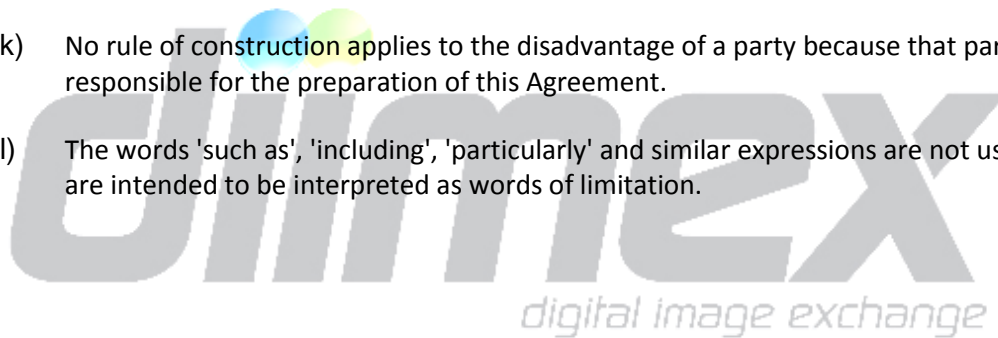 k) No rule of construction applies to the disadvantage of a party because that par
responsible for the preparation of this Agreement.
l) The words 'such as', 'including', 'particularly' and similar expressions are not us
are intended to be interpreted as words of limitation.
diimex
digital image exchange